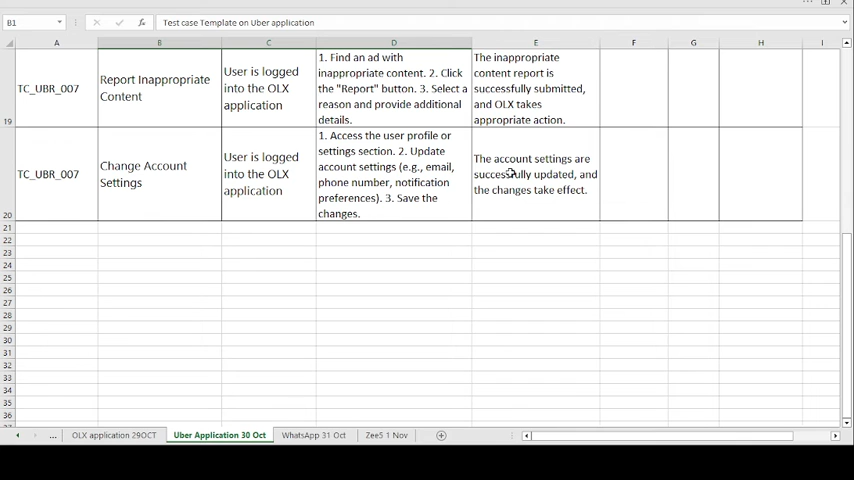 B1
Test case Template on Uber application
A B C D E F G H I
TC_UBR_007
Report Inappropriate
Content
User is logged
into the OLX
application
1. Find an ad with
inappropriate content. 2. Click
the "Report" button. 3. Select a
reason and provide additional
details.
The inappropriate
content report is
successfully submitted,
and OLX takes
appropriate action.
19
TC_UBR_007
Change Account
Settings
User is logged
into the OLX
application
1. Access the user profile or
settings section. 2. Update
account settings (e.g., email,
phone number, notification
preferences). 3. Save the
changes.
The account settings are
successfully updated, and
the changes take effect.
20
21
22
23
24
25
26
27
28
29
30
31
32
33
34
35
36
... OLX application 29OCT Uber Application 30 Oct WhatsApp 31 Oct Zee5 1 Nov